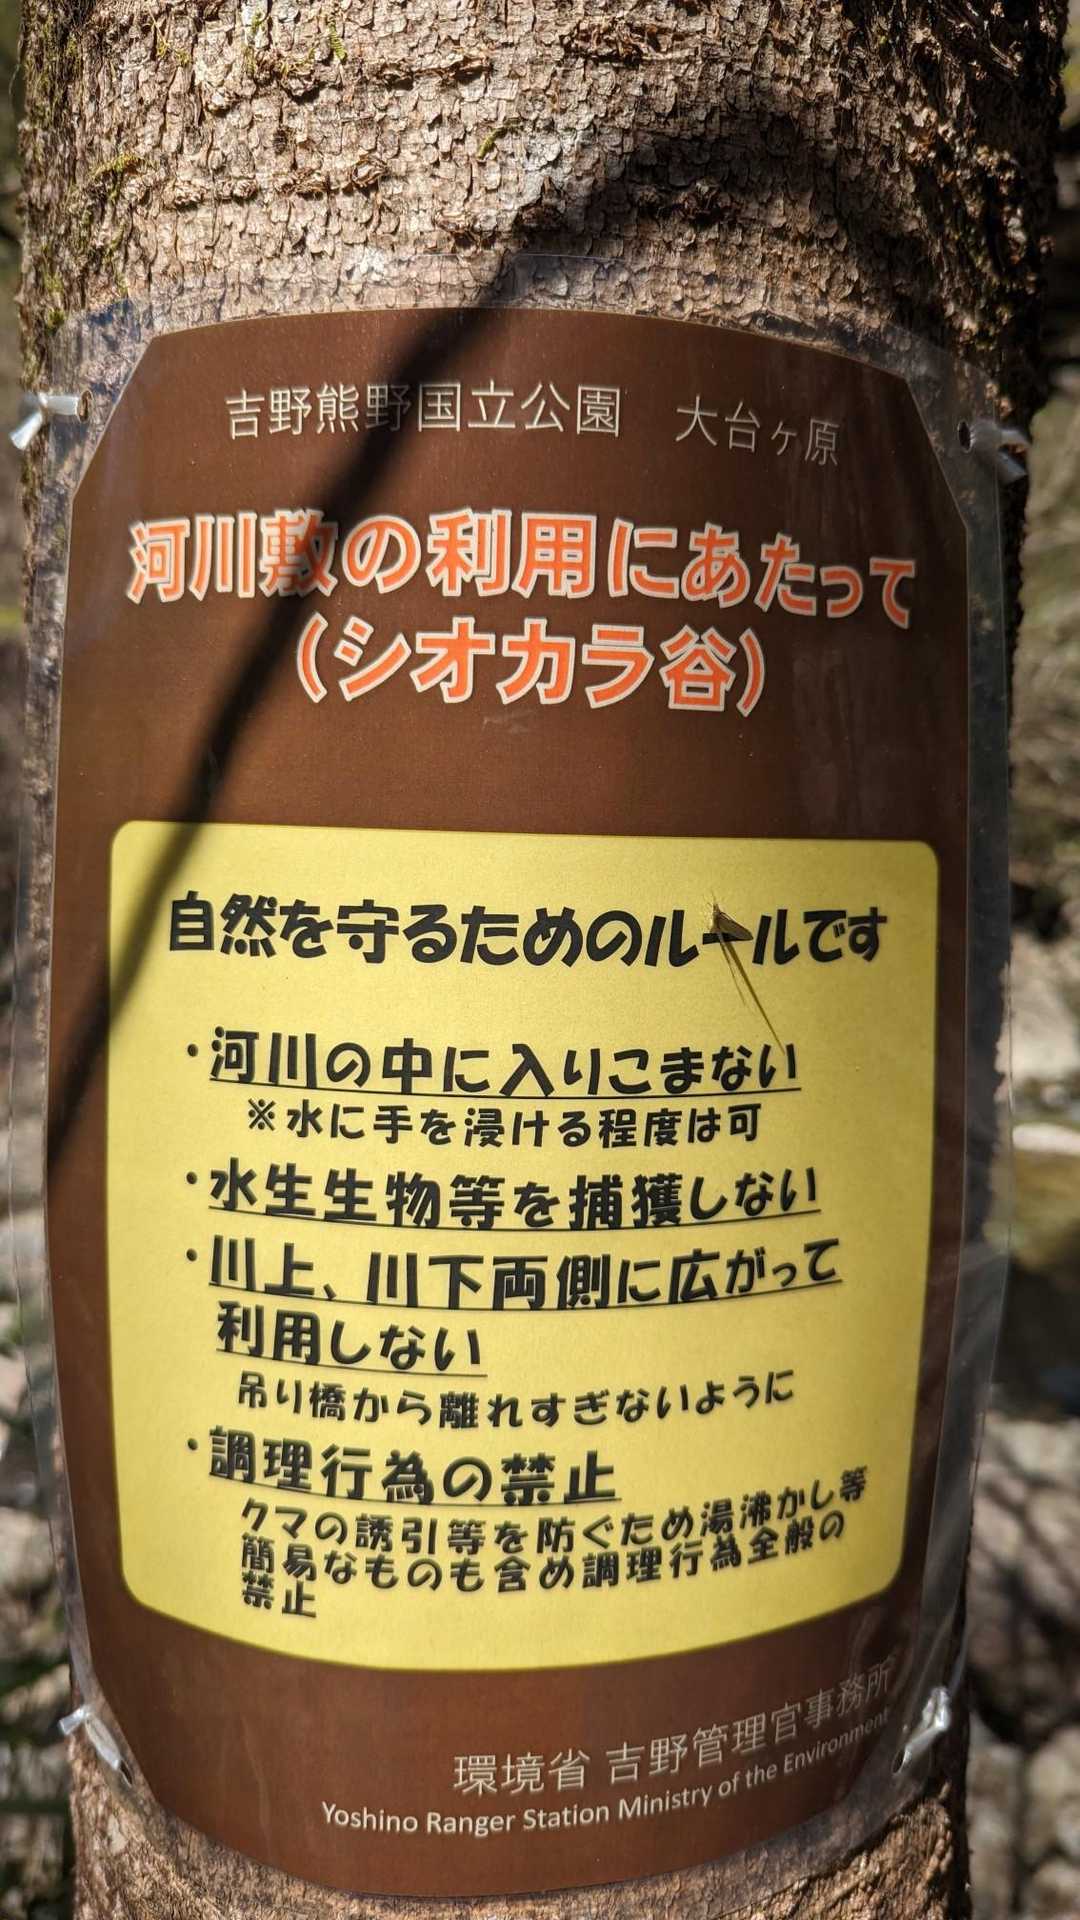 吉野熊野国立公園　大台ヶ原
河川敷の利用にあたって
（シオカラ谷）
自然を守るためのルールです
・河川の中に入りこまない
※水に手を浸ける程度は可
・水生生物等を捕獲しない
・川上、川下両側に広がって
利用しない
吊り橋から離れすぎないように
・調理行為の禁止
クマの誘引等を防ぐため湯沸かし等
簡易なものも含め調理行為全般の
禁止
環境省 吉野管理官事務所
Yoshino Ranger Station Ministry of the Environment